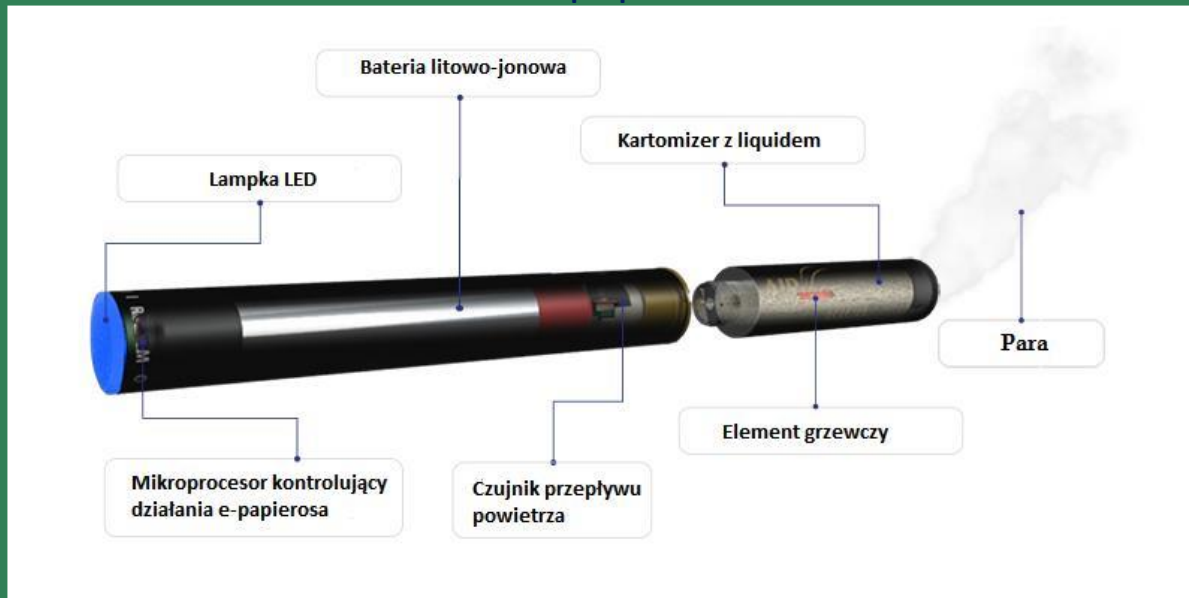 Bateria litowo-jonowa
Kartomizer z liquidem
Lampka LED
Para
Element grzewczy
Mikroprocesor kontrolujący
działania e-papierosa
Czujnik przepływu
powietrza